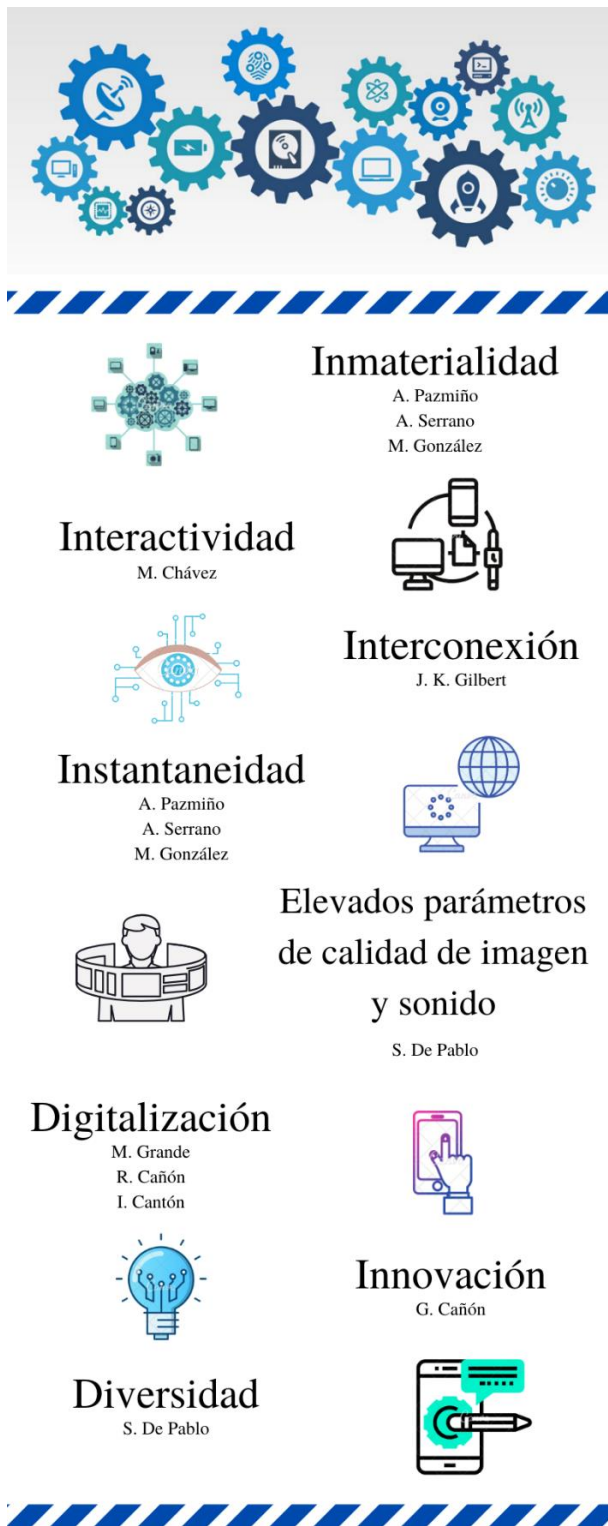 Inmaterialidad
A. Pazmiño
A. Serrano
M. González
Interactividad
M. Chávez
Interconexión
J. K. Gilbert
Instantaneidad
A. Pazmiño
A. Serrano
M. González
Elevados parámetros
de calidad de imagen
y sonido
S. De Pablo
Digitalización
M. Grande
R. Cañón
I. Cantón
Innovación
G. Cañón
Diversidad
S. De Pablo